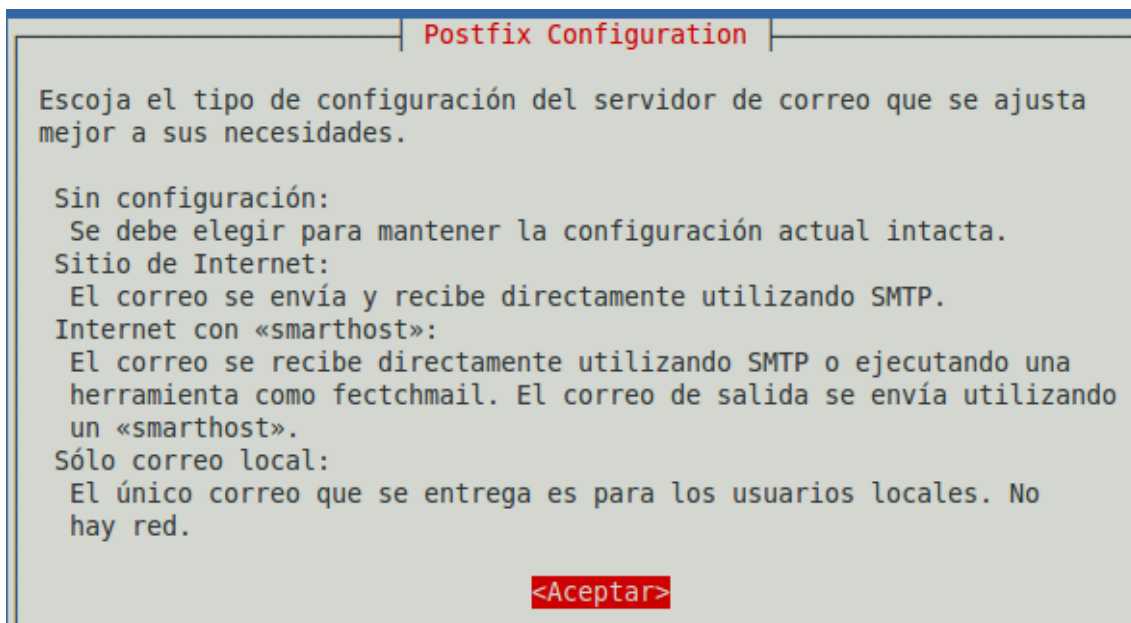 Postfix Configuration
Escoja el tipo de configuración del servidor de correo que se ajusta
mejor a sus necesidades.
Sin configuración:
Se debe elegir para mantener la configuración actual intacta.
Sitio de Internet:
El correo se envía y recibe directamente utilizando SMTP.
Internet con «smarthost»:
El correo se recibe directamente utilizando SMTP o ejecutando una
herramienta como fectchmail. El correo de salida se envía utilizando
un «smarthost».
Sólo correo local:
El único correo que se entrega es para los usuarios locales. No
hay red.
<Aceptar>